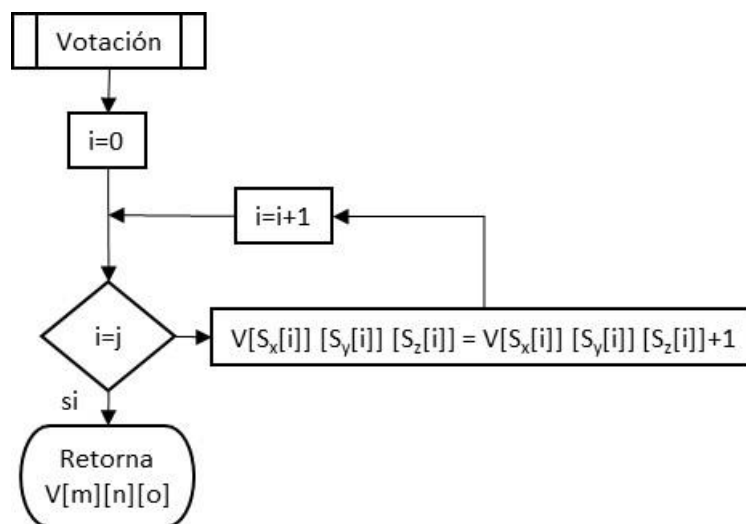 Votación
i=0
i=i+1
i=j
V[Sx[i]] [Sy[i]] [Sz[i]] = V[Sx[i]] [Sy[i]] [Sz[i]]+1
si
Retorna
V[m][n][o]